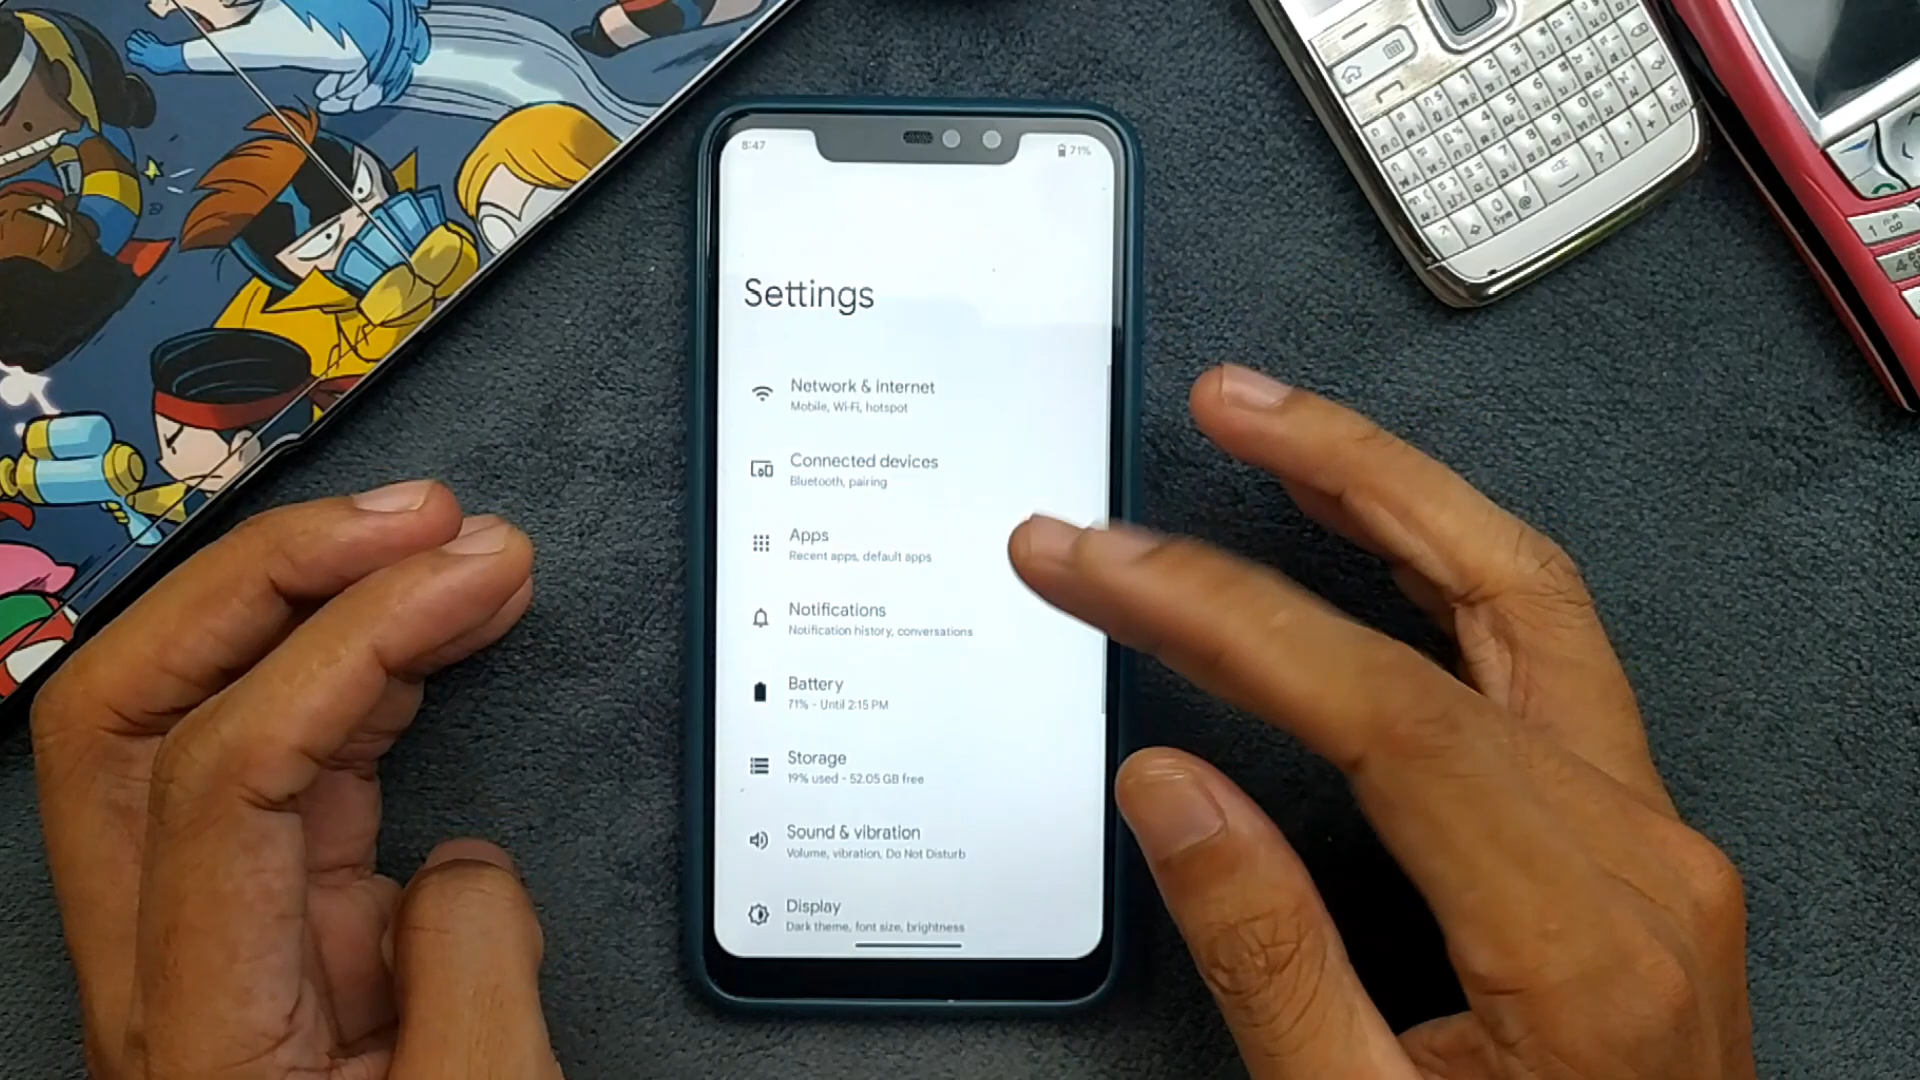 8:47
71%
Settings
Network & internet
Mobile, Wi-Fi, hotspot
Connected devices
Bluetooth, pairing
Apps
Recent apps, default apps
Notifications
Notification history, conversations
Battery
71% - Until 2:15 PM
Storage
19% used - 52.05 GB free
Sound & vibration
Volume, vibration, Do Not Disturb
Display
Dark theme, font size, brightness